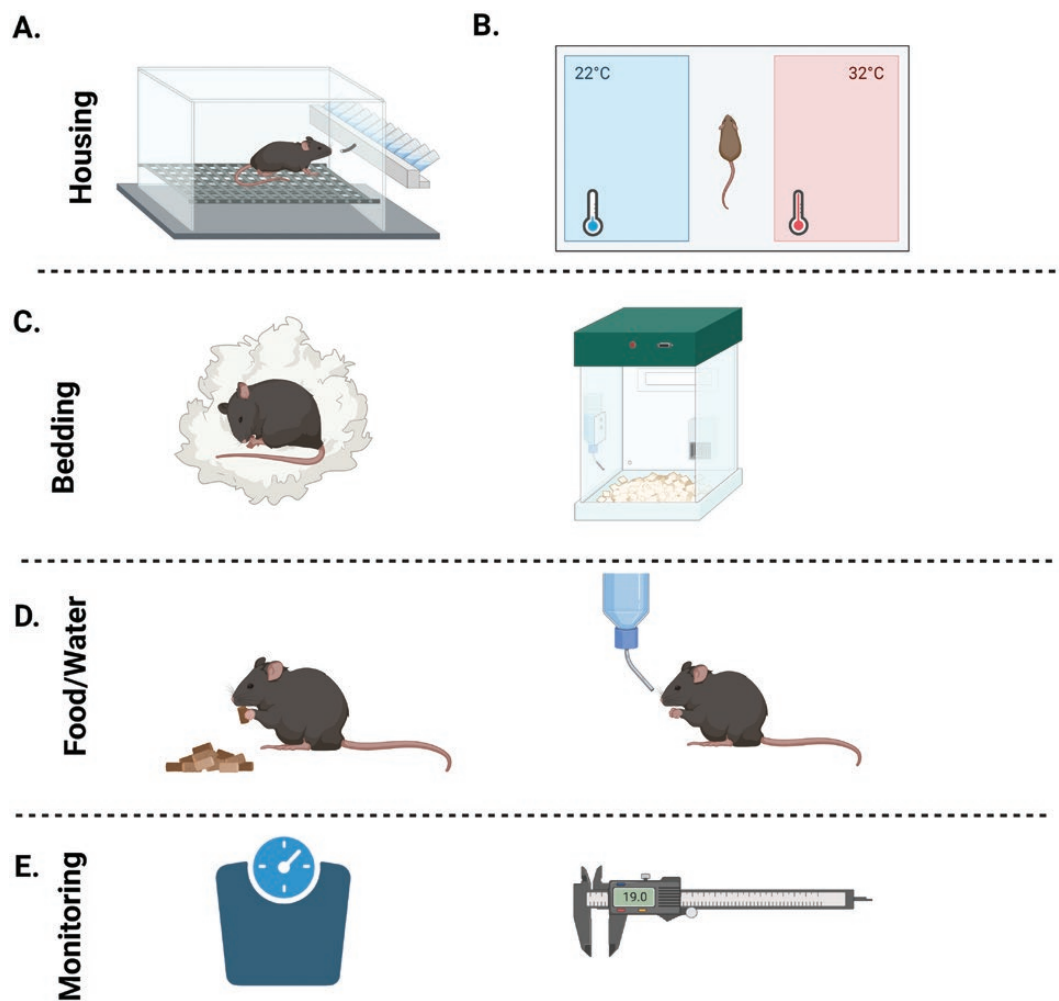 A.
B.
Housing
22°C
32°C
C.
Bedding
D.
Food/Water
E.
Monitoring
19.0